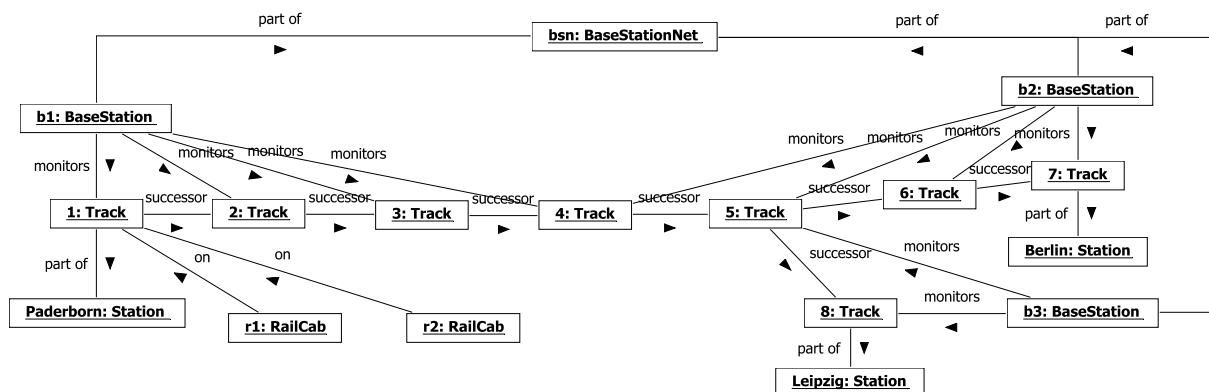 part of
part of
part of
bsn: BaseStationNet
b2: BaseStation
b1: BaseStation
monitors
monitors
monitors
monitors
monitors
monitors
monitors
monitors
7: Track
successor
6: Track
successor
successor
successor
successor
successor
1: Track
2: Track
3: Track
4: Track
5: Track
part of
Berlin: Station
monitors
successor
part of
on
on
Paderborn: Station
r1: RailCab
r2: RailCab
8: Track
monitors
b3: BaseStation
part of
Leipzig: Station